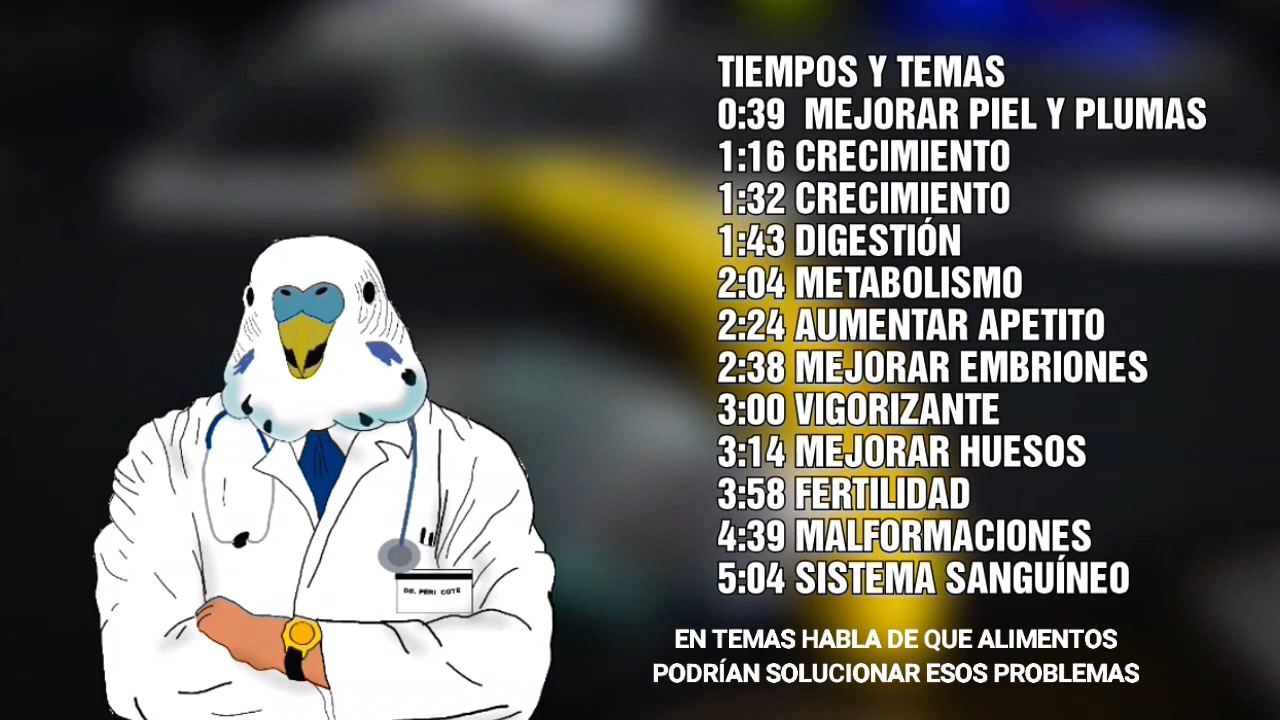 TIEMPOS Y TEMAS
0:39 MEJORAR PIEL Y PLUMAS
1:16 CRECIMIENTO
1:32 CRECIMIENTO
1:43 DIGESTIÓN
2:04 METABOLISMO
2:24 AUMENTAR APETITO
2:38 MEJORAR EMBRIONES
3:00 VIGORIZANTE
3:14 MEJORAR HUESOS
3:58 FERTILIDAD
4:39 MALFORMACIONES
5:04 SISTEMA SANGUÍNEO
DR. PERI COTE
EN TEMAS HABLA DE QUE ALIMENTOS
PODRÍAN SOLUCIONAR ESOS PROBLEMAS